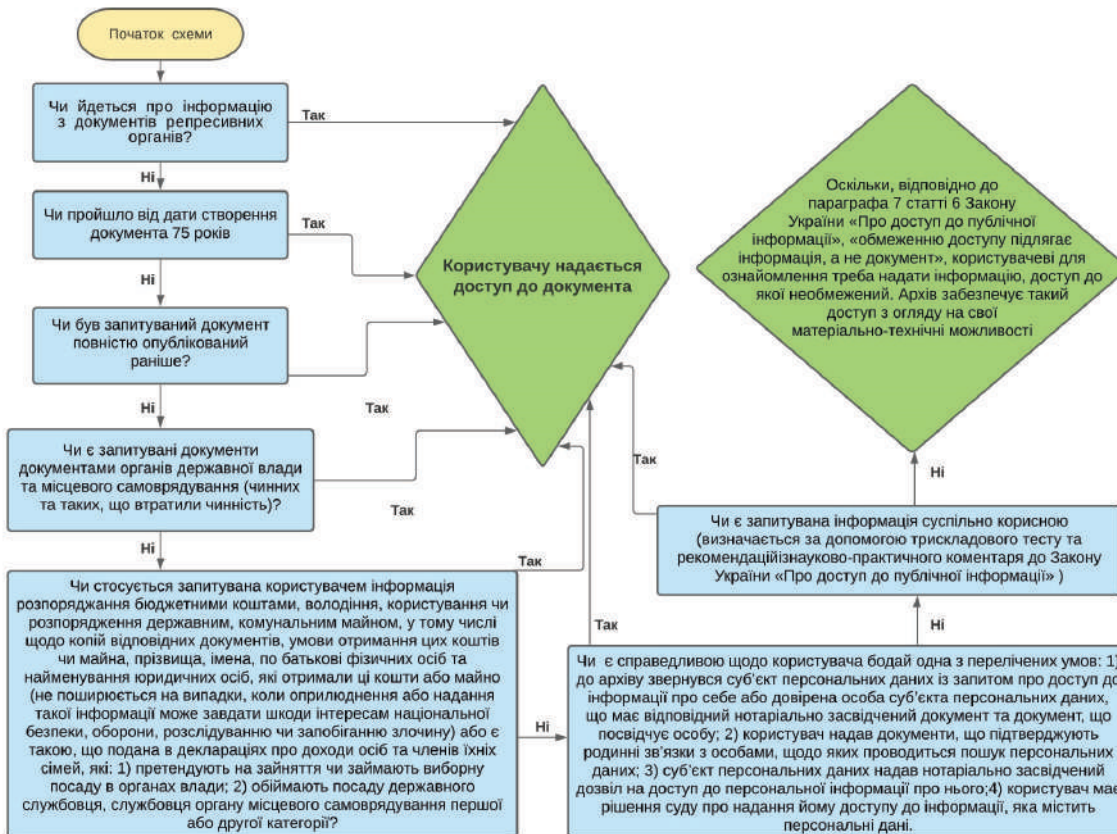 Початок схеми
Чи йдеться про інформацію
з документів репресивних
органів?
Так
Ні
Чи пройшло від дати створення
документа 75 років
Так
Ні
Чи був запитуваний документ
повністю опублікований
раніше?
Так
Ні
Чи є запитувані документи
документами органів державної влади
та місцевого самоврядування (чинних
та таких, що втратили чинність)?
Так
Ні
Чи стосується запитувана користувачем інформація
розпоряджання бюджетними коштами, володіння, користування чи
розпорядження державним, комунальним майном, у тому числі
щодо копій відповідних документів, умови отримання цих коштів
чи майна, прізвища, імена, по батькові фізичних осіб та
найменування юридичних осіб, які отримали ці кошти або майно
(не поширюється на випадки, коли оприлюднення або надання
такої інформації може завдати шкоди інтересам національної
безпеки, оборони, розслідуванню чи запобіганню злочину) або є
такою, що подана в деклараціях про доходи осіб та членів їхніх
сімей, які: 1) претендують на зайняття чи займають виборну
посаду в органах влади; 2) обіймають посаду державного
службовця, службовця органу місцевого самоврядування першої
або другої категорії?
Так
Ні
Чи є справедливою щодо користувача бодай одна з перелічених умов: 1)
до архіву звернувся суб’єкт персональних даних із запитом про доступ до
інформації про себе або довірена особа суб’єкта персональних даних,
що має відповідний нотаріально засвідчений документ та документ, що
посвідчує особу; 2) користувач надав документи, що підтверджують
родинні зв’язки з особами, щодо яких проводиться пошук персональних
даних; 3) суб’єкт персональних даних надав нотаріально засвідчений
дозвіл на доступ до персональної інформації про нього;4) користувач має
рішення суду про надання йому доступу до інформації, яка містить
персональні дані.
Так
Ні
Чи є запитувана інформація суспільно корисною
(визначається за допомогою трискладового тесту та
рекомендаційізнауково-практичного коментаря до Закону
України «Про доступ до публічної інформації» )
Так
Ні
Користувачу надається
доступ до документа
Оскільки, відповідно до
параграфа 7 статті 6 Закону
України «Про доступ до публічної
інформації», «обмеженню доступу підлягає
інформація, а не документ», користувачеві для
ознайомлення треба надати інформацію, доступ до
якої необмежений. Архів забезпечує такий
доступ з огляду на свої
матеріально-технічні можливості